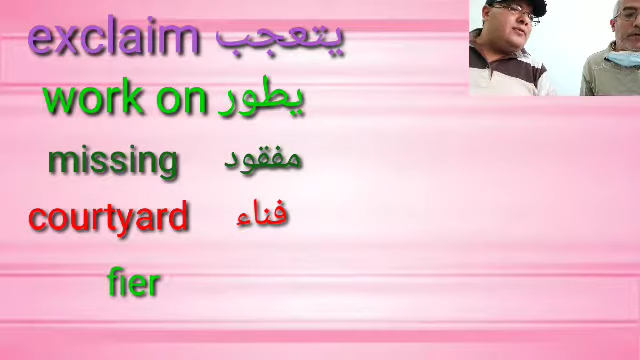 exclaim يتعجب
work on يطور
missing مفقود
courtyard فناء
fier